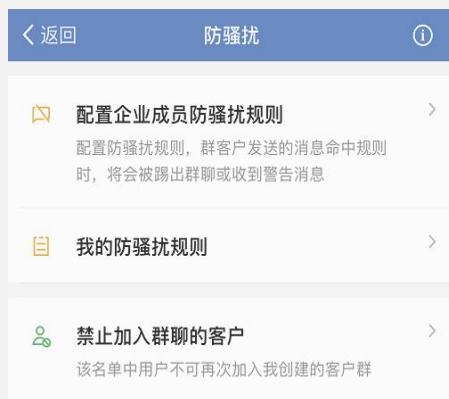 返回
防骚扰
配置企业成员防骚扰规则
配置防骚扰规则，群客户发送的消息命中规则
时，将会被踢出群聊或收到警告消息
我的防骚扰规则
禁止加入群聊的客户
该名单中用户不可再次加入我创建的客户群